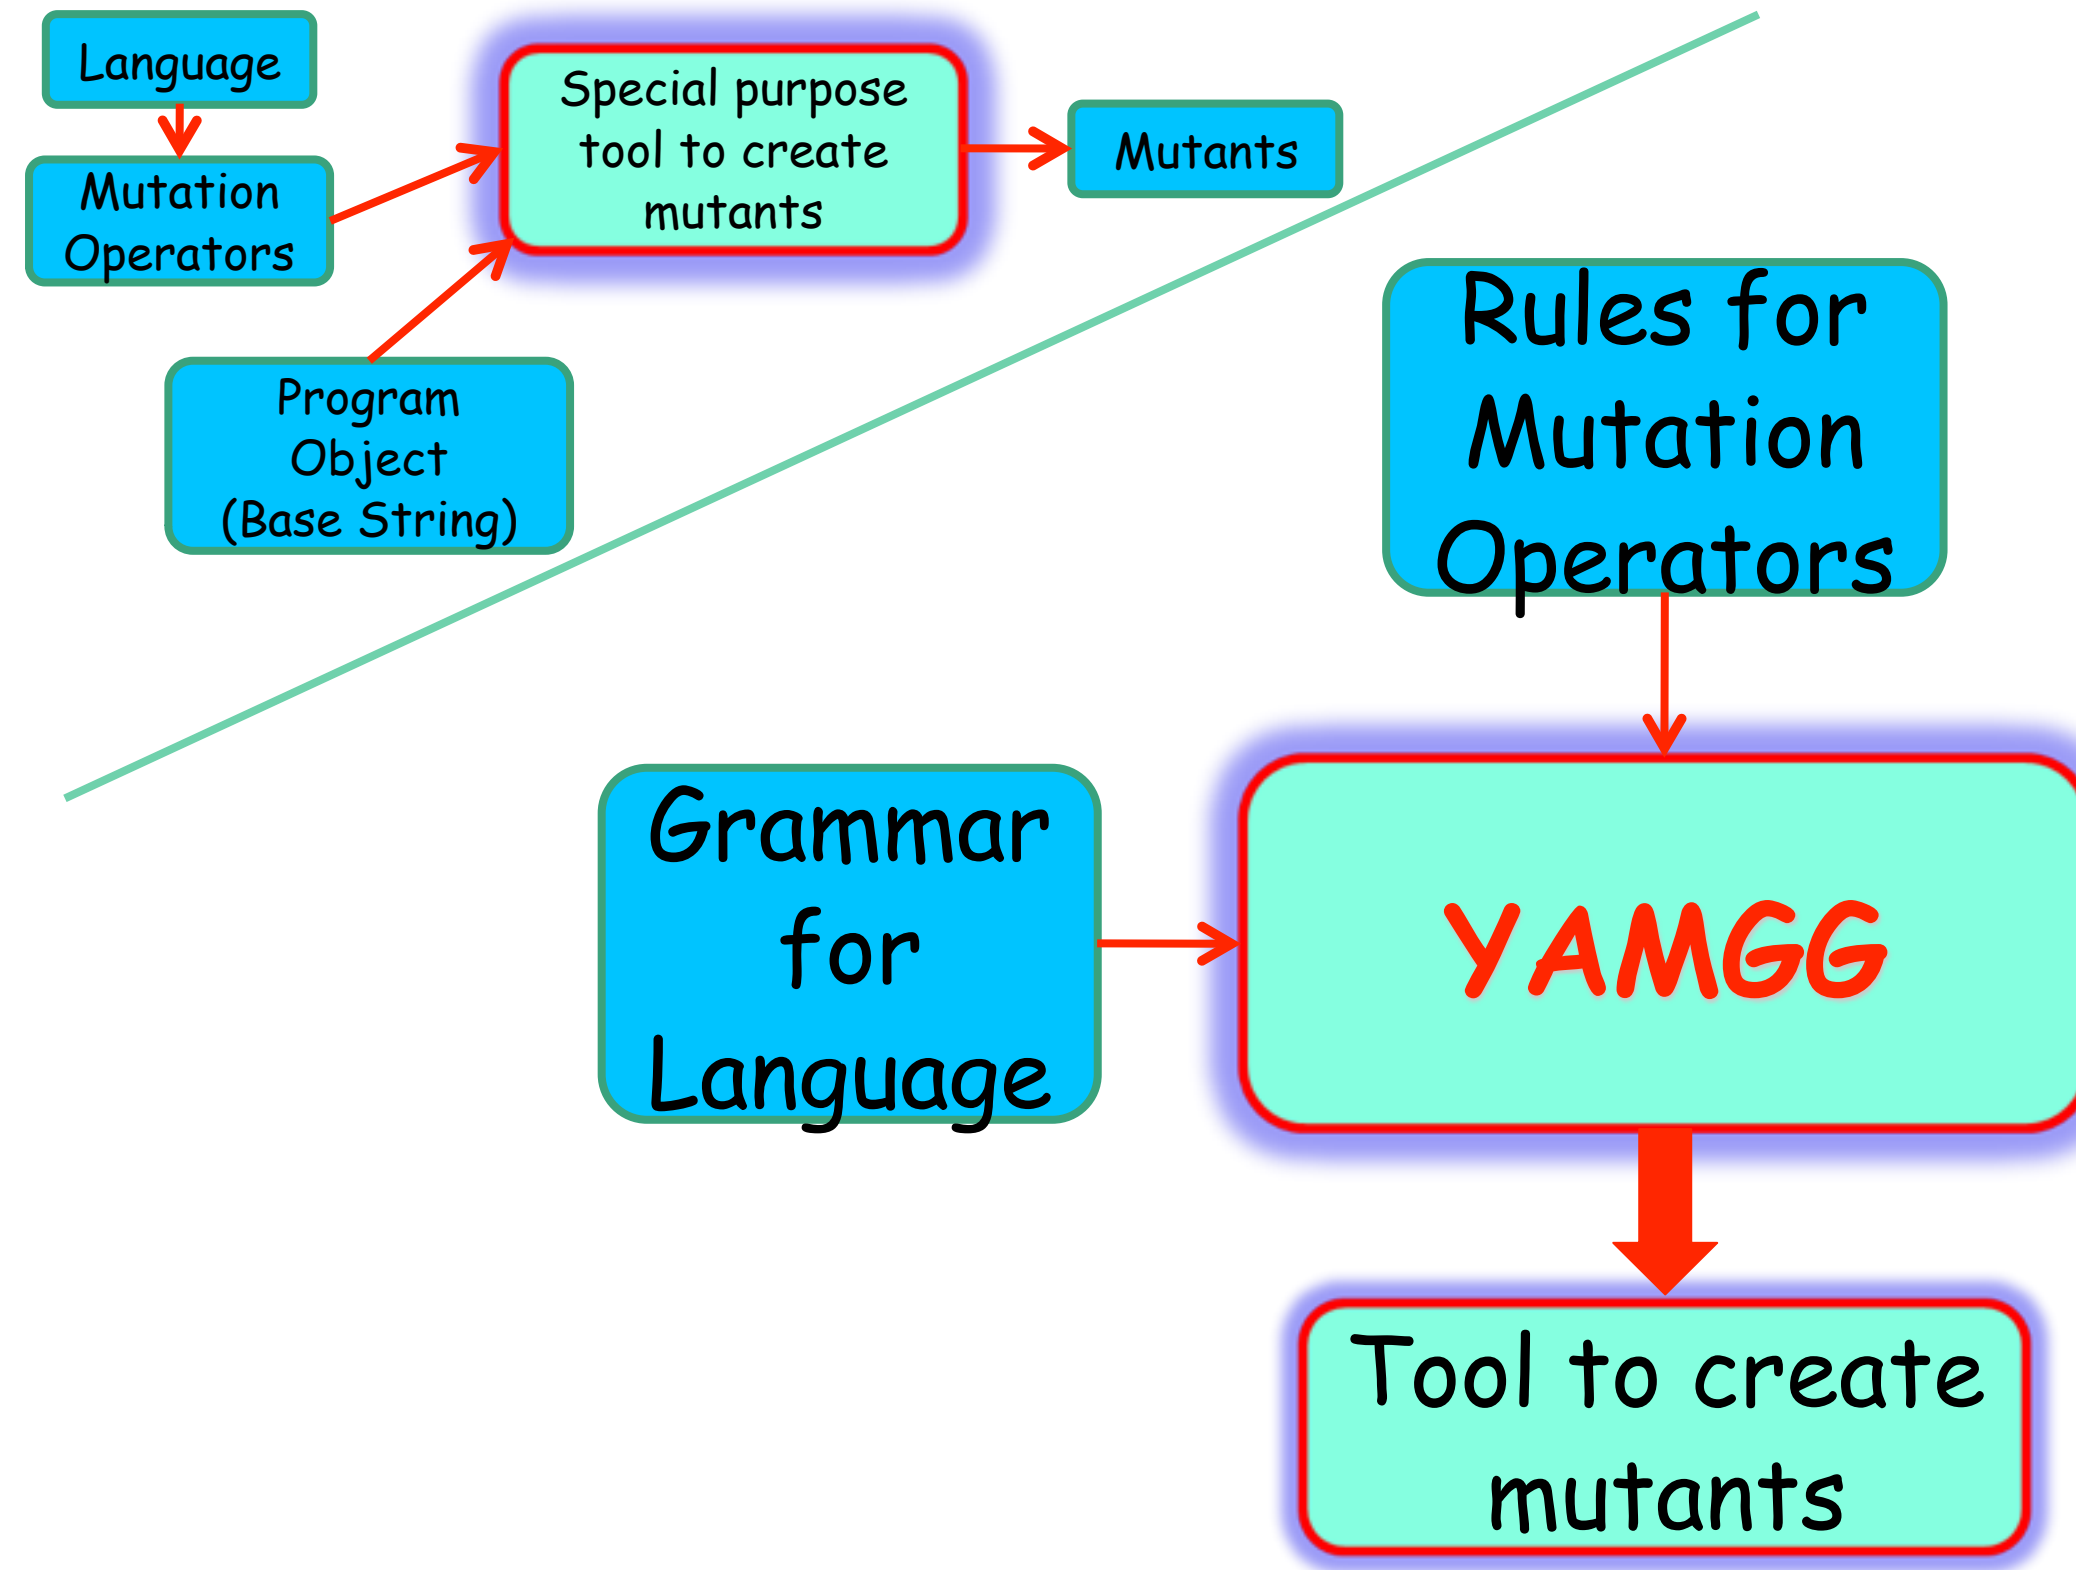 Language
Mutation
Operators
Special purpose
tool to create
mutants
Mutants
Program
Object
(Base String)
Rules for
Mutation
Operators
Grammar
for
Language
YAMGG
Tool to create
mutants